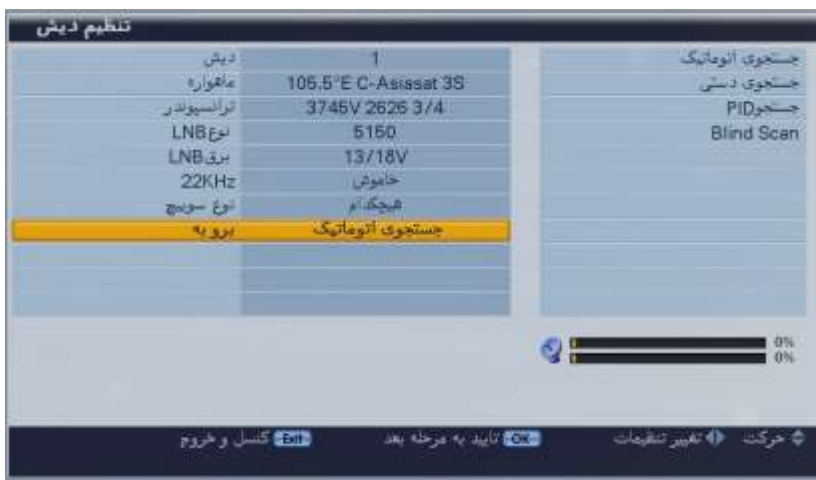 تنظیم دیش
دیش 1
ماهواره 105.5°E C-Asiasat 3S
ترانسپوندر 3745V 2626 3/4
نوع LNB 5150
برق LNB 13/18V
22KHz خاموش
نوع سوییچ هیچکدام
برو به جستجوی اتوماتیک
جستجوی اتوماتیک
جستجوی دستی
جستجوPID
Blind Scan
0%
0%
حرکت تغییر تنظیمات OK تایید به مرحله بعد Exit کنسل و خروج